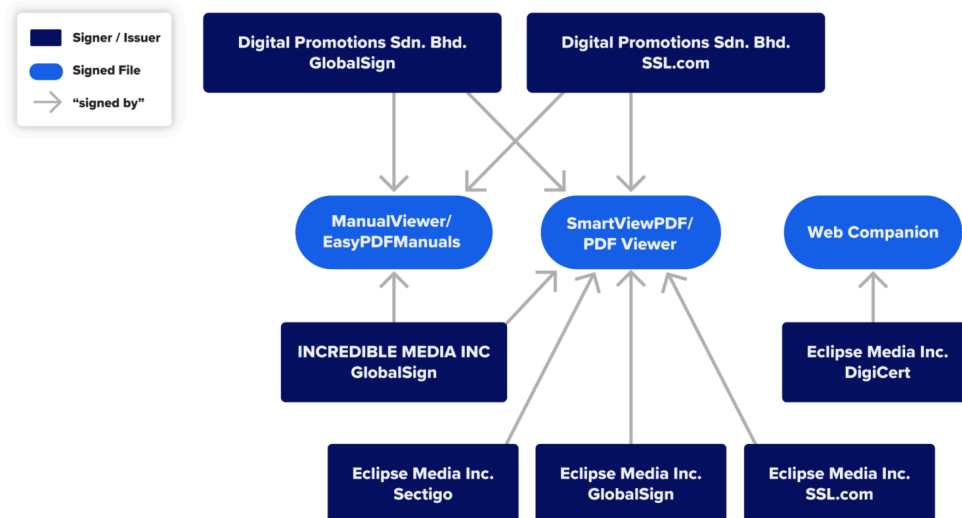 Signer / Issuer
Signed File
“signed by”
Digital Promotions Sdn. Bhd.
GlobalSign
Digital Promotions Sdn. Bhd.
SSL.com
ManualViewer/
EasyPDFManuals
SmartViewPDF/
PDF Viewer
Web Companion
INCREDIBLE MEDIA INC
GlobalSign
Eclipse Media Inc.
DigiCert
Eclipse Media Inc.
Sectigo
Eclipse Media Inc.
GlobalSign
Eclipse Media Inc.
SSL.com